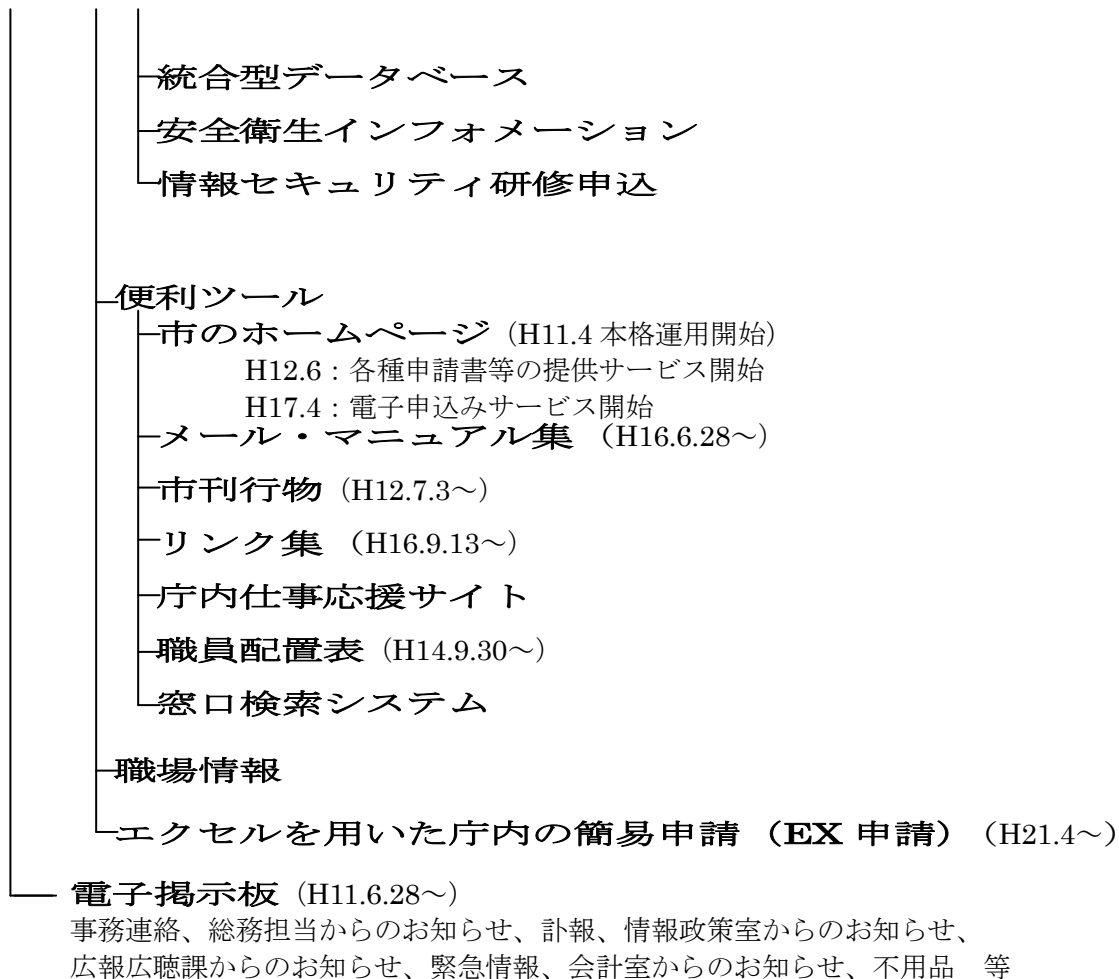 統合型データベース
安全衛生インフォメーション
情報セキュリティ研修申込
便利ツール
市のホームページ（H11.4 本格運用開始）
H12.6：各種申請書等の提供サービス開始
H17.4：電子申込みサービス開始
メール・マニュアル集（H16.6.28～）
市刊行物（H12.7.3～）
リンク集（H16.9.13～）
庁内仕事応援サイト
職員配置表（H14.9.30～）
窓口検索システム
職場情報
エクセルを用いた庁内の簡易申請（EX 申請）（H21.4～）
電子掲示板（H11.6.28～）
事務連絡、総務担当からのお知らせ、訃報、情報政策室からのお知らせ、
広報広聴課からのお知らせ、緊急情報、会計室からのお知らせ、不用品　等